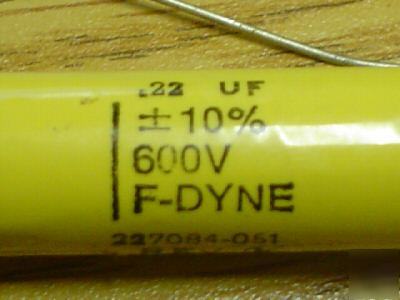 .22 UF
±10%
600V
F-DYNE
227084-051